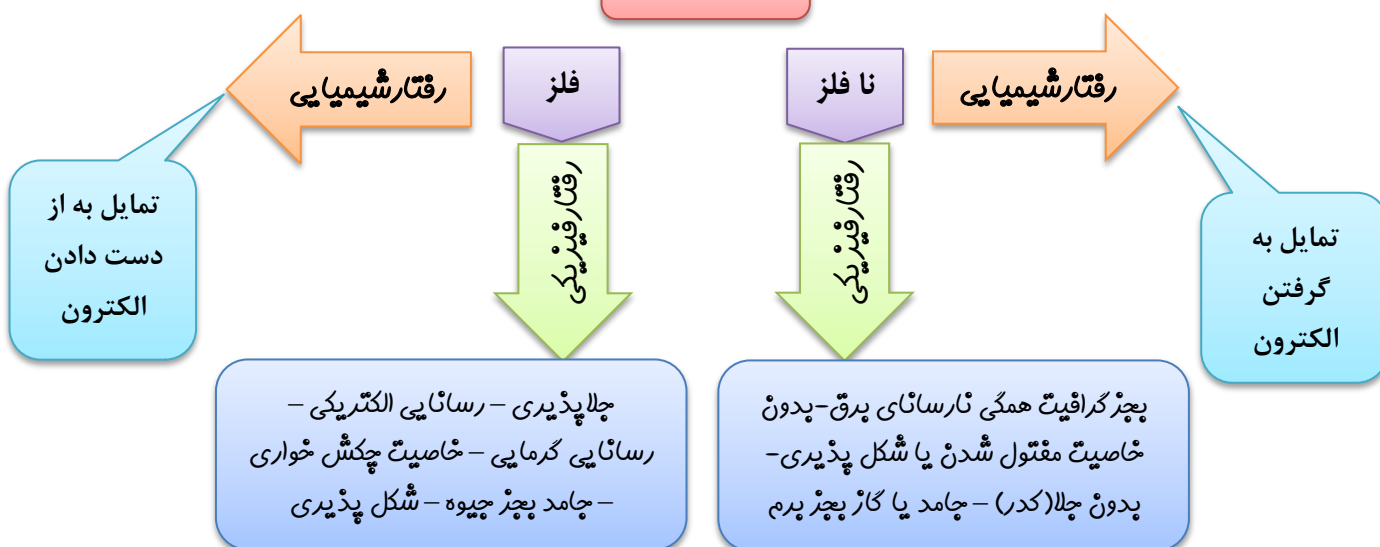 رفتارشیمیایی
نا فلز
فلز
رفتارشیمیایی
رفتارفیزیکی
رفتارفیزیکی
تمایل به
گرفتن
الکترون
تمایل به از
دست دادن
الکترون
بجز گرافیت همگی نارسانای برق-بدون
خاصیت مفتول شدن یا شکل پذیری-
بدون جلا(کدر) – جامد یا گاز بجز برم
جلاپذیری – رسانایی الکتریکی –
رسانایی گرمایی – خاصیت چکش خواری
– جامد بجز جیوه – شکل پذیری